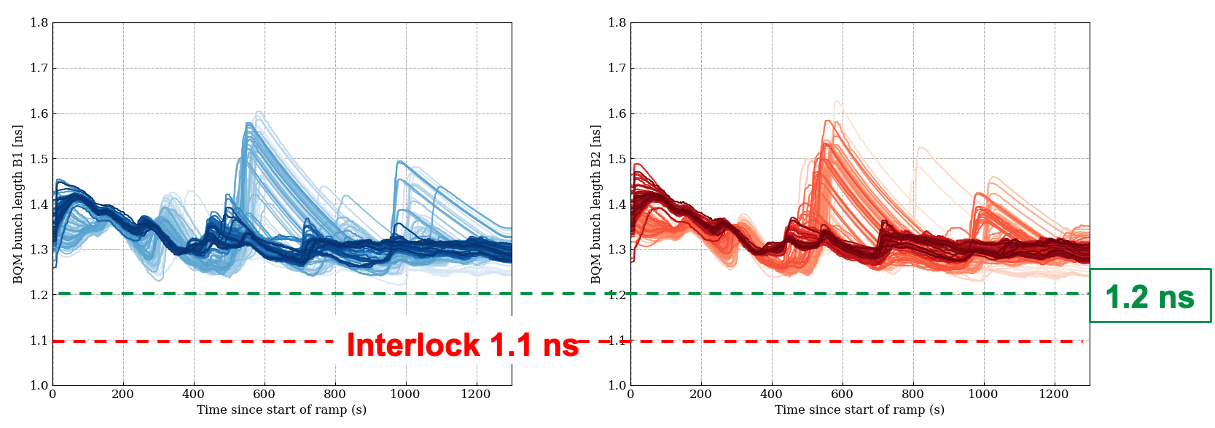 1.8
1.7
1.6
1.5
1.4
1.3
1.2
1.1
1.0
BQM bunch length B1 [ns]
0 200 400 600 800 1000 1200
Time since start of ramp (s)
1.8
1.7
1.6
1.5
1.4
1.3
1.2
1.1
1.0
BQM bunch length B2 [ns]
0 200 400 600 800 1000 1200
Time since start of ramp (s)
1.2 ns
Interlock 1.1 ns